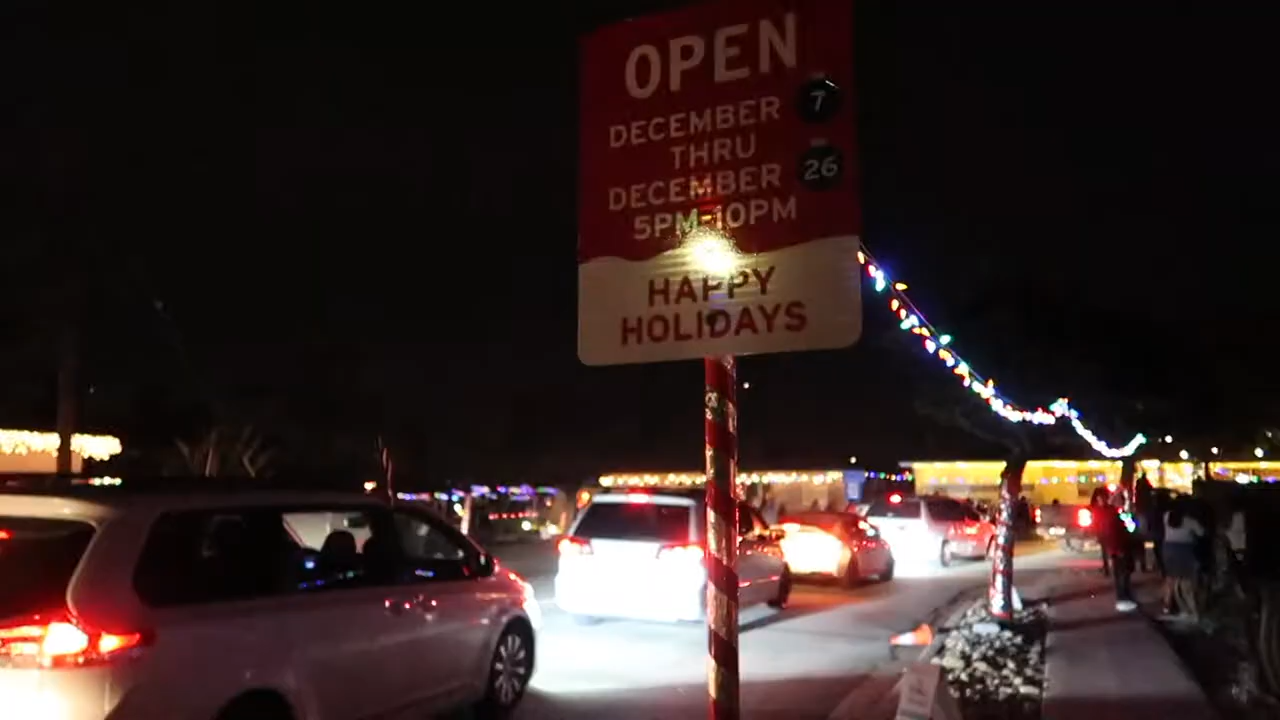 OPEN
DECEMBER 7
THRU
DECEMBER 26
5PM-10PM
HAPPY
HOLIDAYS